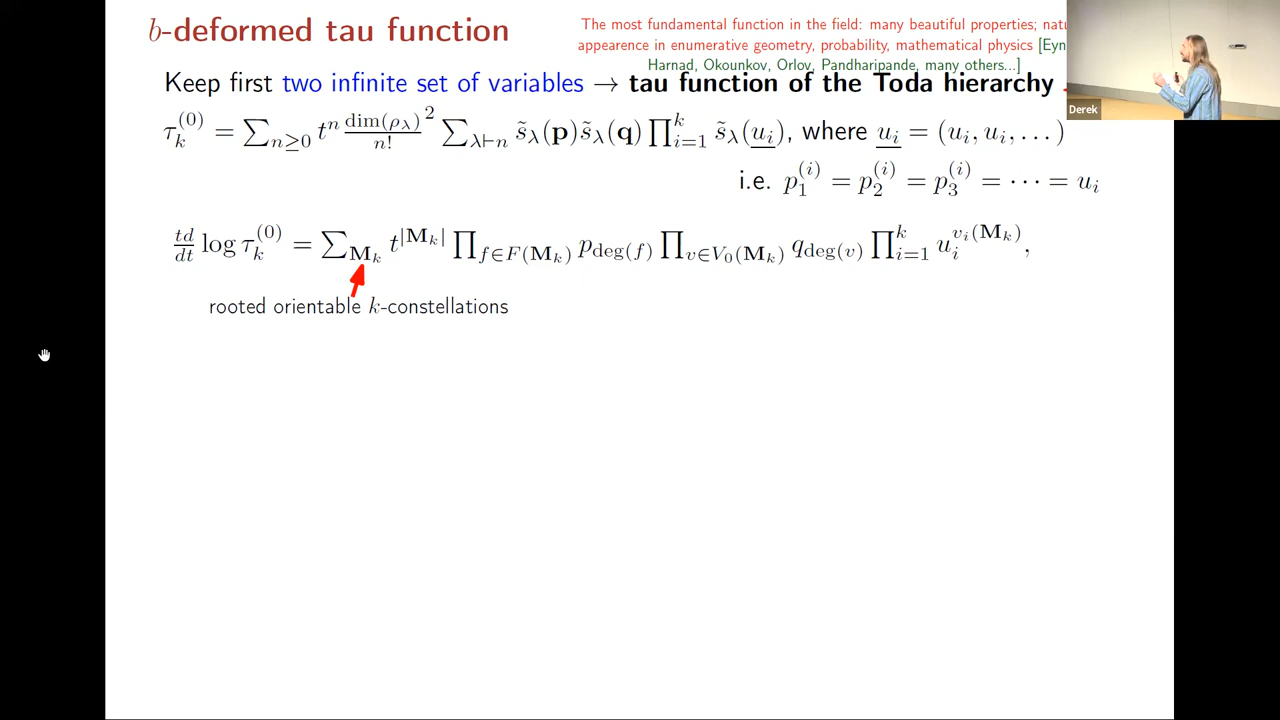 b-deformed tau function
The most fundamental function in the field: many beautiful properties;
appearence in enumerative geometry, probability, mathematical physics [Eyn
Harnad, Okounkov, Orlov, Pandharipande, many others...]
Keep first two infinite set of variables → tau function of the Toda hierarchy
τ_k^{(0)} = ∑_{n≥0} t^n \frac{dim(ρ_λ)}{n!}^2 ∑_{λ⊢n} s̃_λ(𝐩)s̃_λ(𝐪) ∏_{i=1}^k s̃_λ(\underline{u_i}), where \underline{u_i} = (u_i, u_i, . . . )
i.e. p_1^{(i)} = p_2^{(i)} = p_3^{(i)} = · · · = u_i
\frac{td}{dt} log τ_k^{(0)} = ∑_{𝐌_k} t^{|𝐌_k|} ∏_{f∈F(𝐌_k)} p_{deg(f)} ∏_{v∈V_0(𝐌_k)} q_{deg(v)} ∏_{i=1}^k u_i^{v_i(𝐌_k)},
rooted orientable k-constellations
Derek